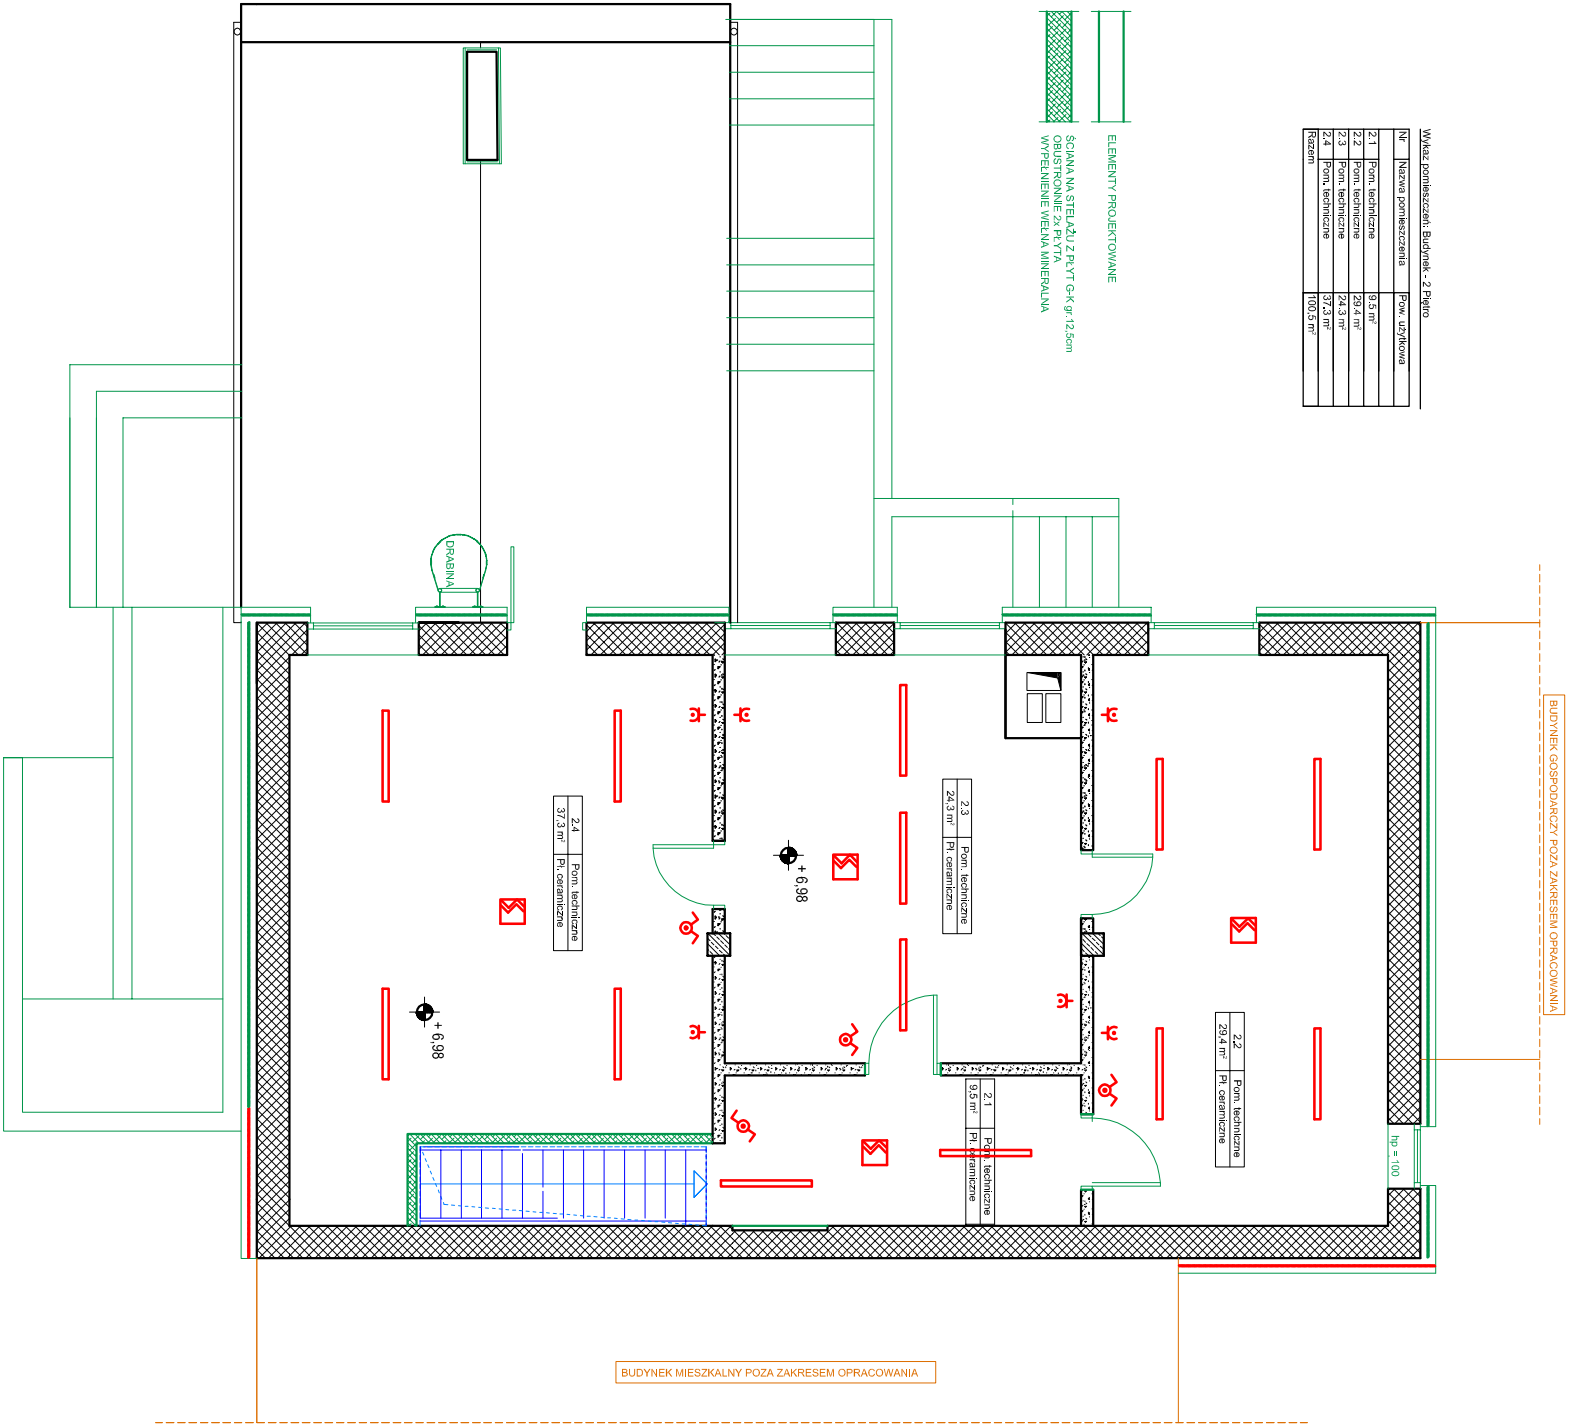 Wykaz pomieszczeń: Budynek - 2 Piętro
Nr Nazwa pomieszczenia Pow. użytkowa
2.1 Pom. techniczne 9,5 m²
2.2 Pom. techniczne 29,4 m²
2.3 Pom. techniczne 24,3 m²
2.4 Pom. techniczne 37,3 m²
Razem 100,5 m²
ELEMENTY PROJEKTOWANE
ŚCIANA NA STELAŻU Z PŁYT G-K gr.12,5cm
OBUSTRONNIE 2x PŁYTA
WYPEŁNIENIE WEŁNA MINERALNA
DRABINA
BUDYNEK GOSPODARCZY POZA ZAKRESEM OPRACOWANIA
2.3 Pom. techniczne
24,3 m² Pł. ceramiczne
+ 6,98
2.4 Pom. techniczne
37,3 m² Pł. ceramiczne
+ 6,98
2.2 Pom. techniczne
29,4 m² Pł. ceramiczne
2.1 Pom. techniczne
9,5 m² Pł. ceramiczne
hp = 100
BUDYNEK MIESZKALNY POZA ZAKRESEM OPRACOWANIA